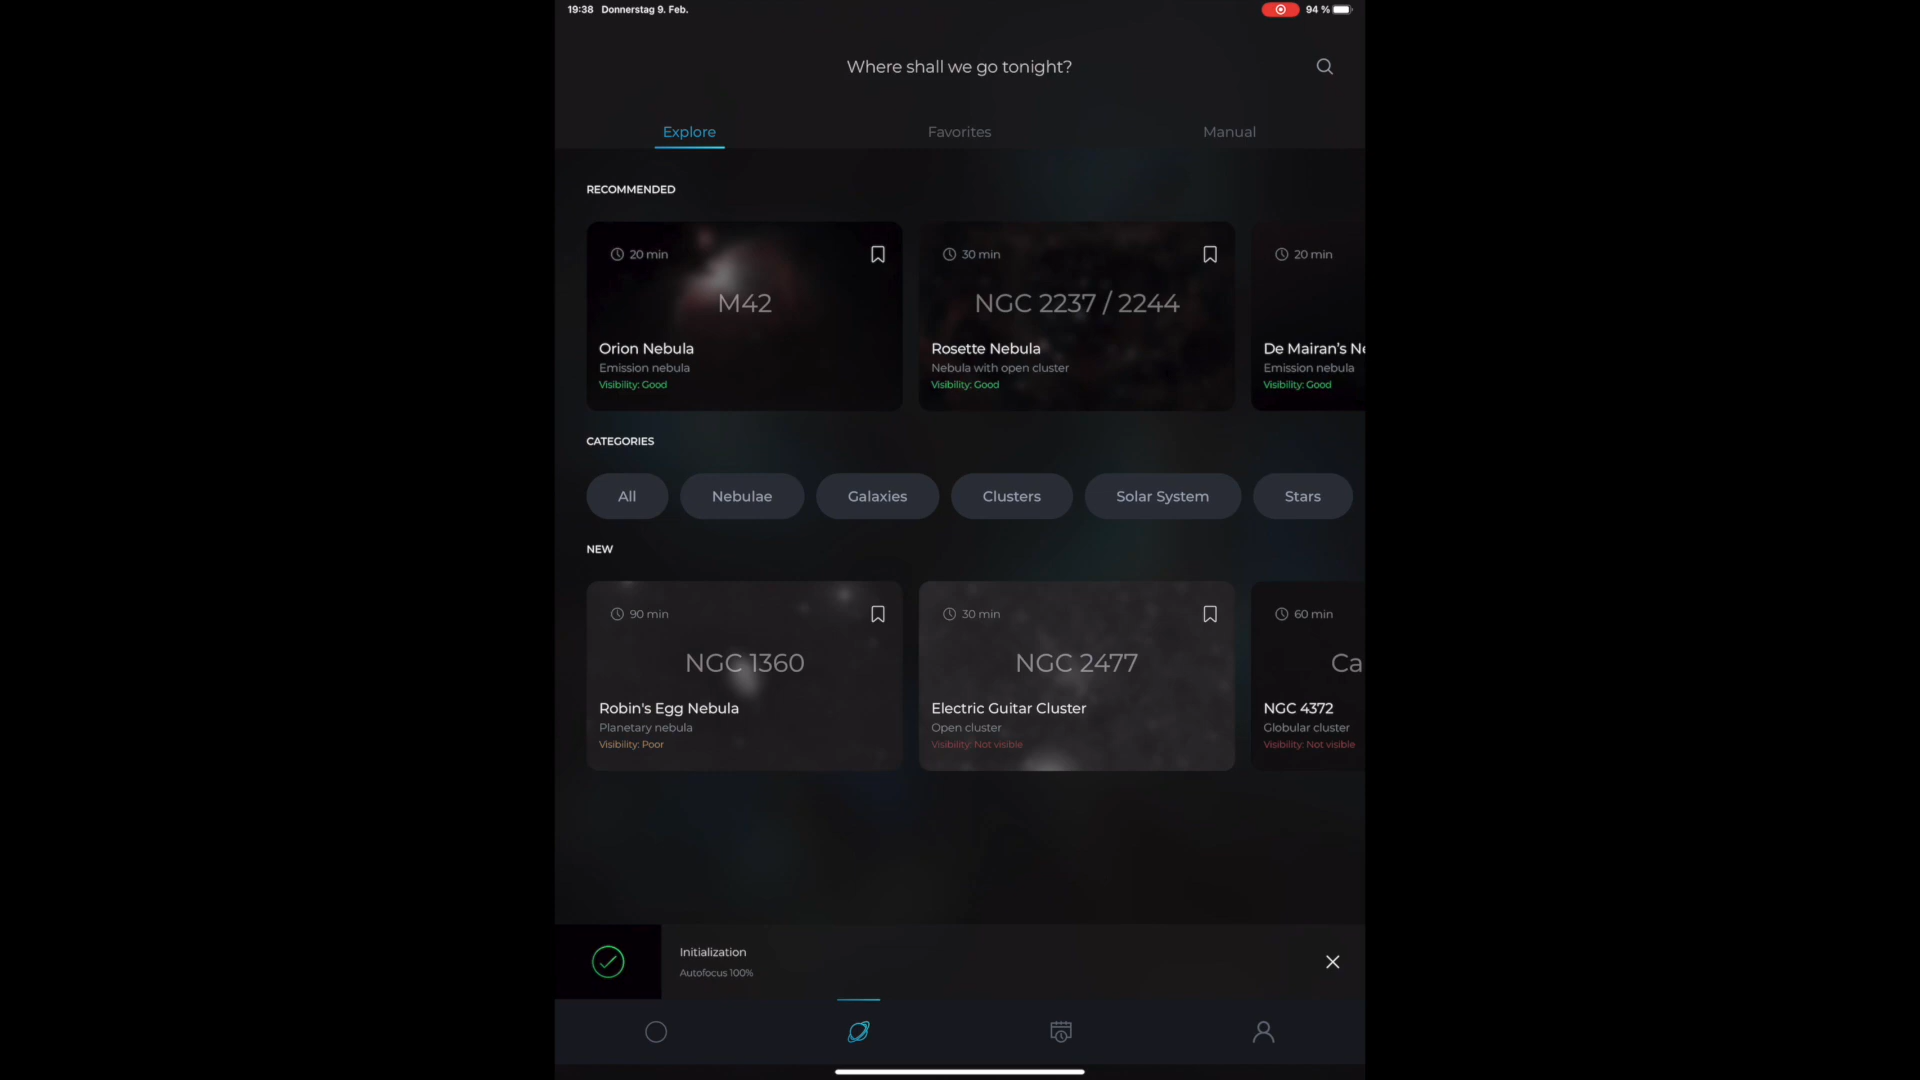 19:38 Donnerstag 9. Feb.
94 %
Where shall we go tonight?
Explore
Favorites
Manual
RECOMMENDED
20 min
M42
Orion Nebula
Emission nebula
Visibility: Good
30 min
NGC 2237 / 2244
Rosette Nebula
Nebula with open cluster
Visibility: Good
20 min
De Mairan's Ne
Emission nebula
Visibility: Good
CATEGORIES
All
Nebulae
Galaxies
Clusters
Solar System
Stars
NEW
90 min
NGC 1360
Robin's Egg Nebula
Planetary nebula
Visibility: Poor
30 min
NGC 2477
Electric Guitar Cluster
Open cluster
Visibility: Not visible
60 min
Ca
NGC 4372
Globular cluster
Visibility: Not visible
Initialization
Autofocus 100%